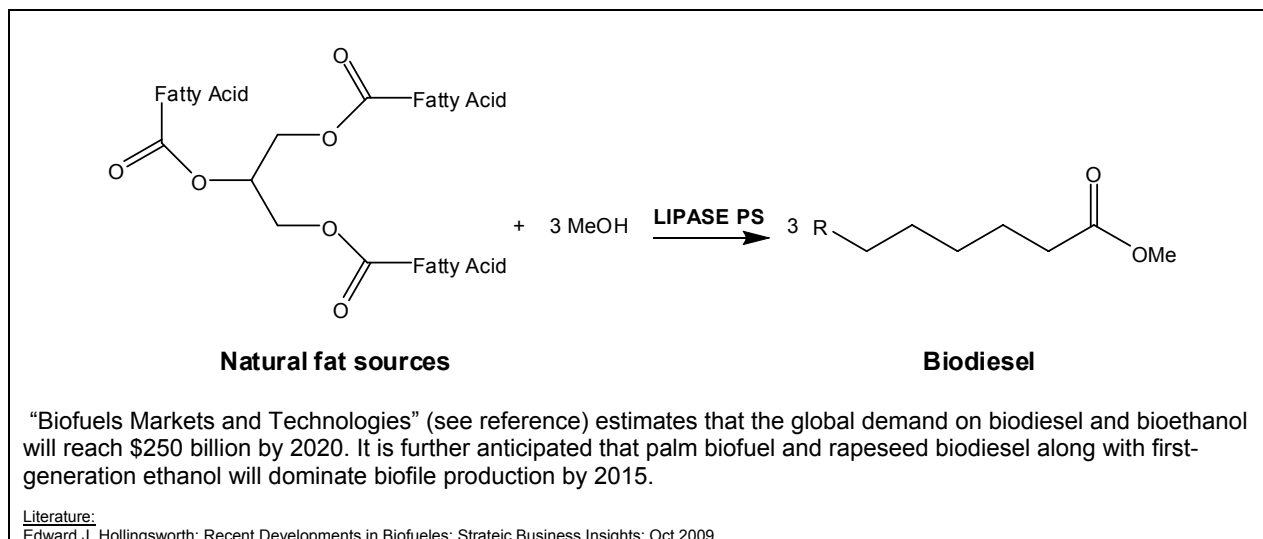 O
Fatty Acid
Fatty Acid
O
O
O
O
LIPASE PS
O
+ 3 MeOH
3 R
Fatty Acid
OMe
O
Natural fat sources
Biodiesel
“Biofuels Markets and Technologies” (see reference) estimates that the global demand on biodiesel and bioethanol
will reach $250 billion by 2020. It is further anticipated that palm biofuel and rapeseed biodiesel along with first-
generation ethanol will dominate biofile production by 2015.
Literature:
Edward J. Hollingsworth; Recent Developments in Biofueles; Strateic Business Insights; Oct 2009